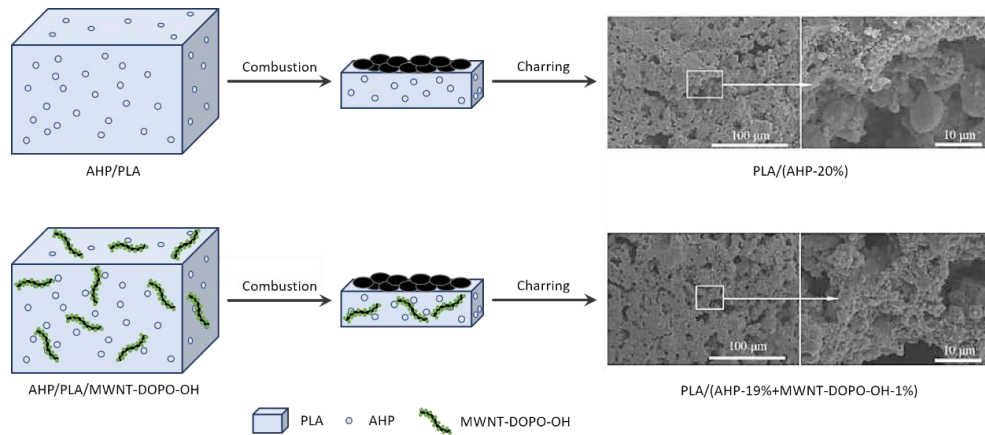 Combustion
Charring
100 μm
10 μm
AHP/PLA
PLA/(AHP-20%)
Combustion
Charring
100 μm
10 μm
AHP/PLA/MWNT-DOPO-OH
PLA/(AHP-19%+MWNT-DOPO-OH-1%)
PLA
AHP
MWNT-DOPO-OH